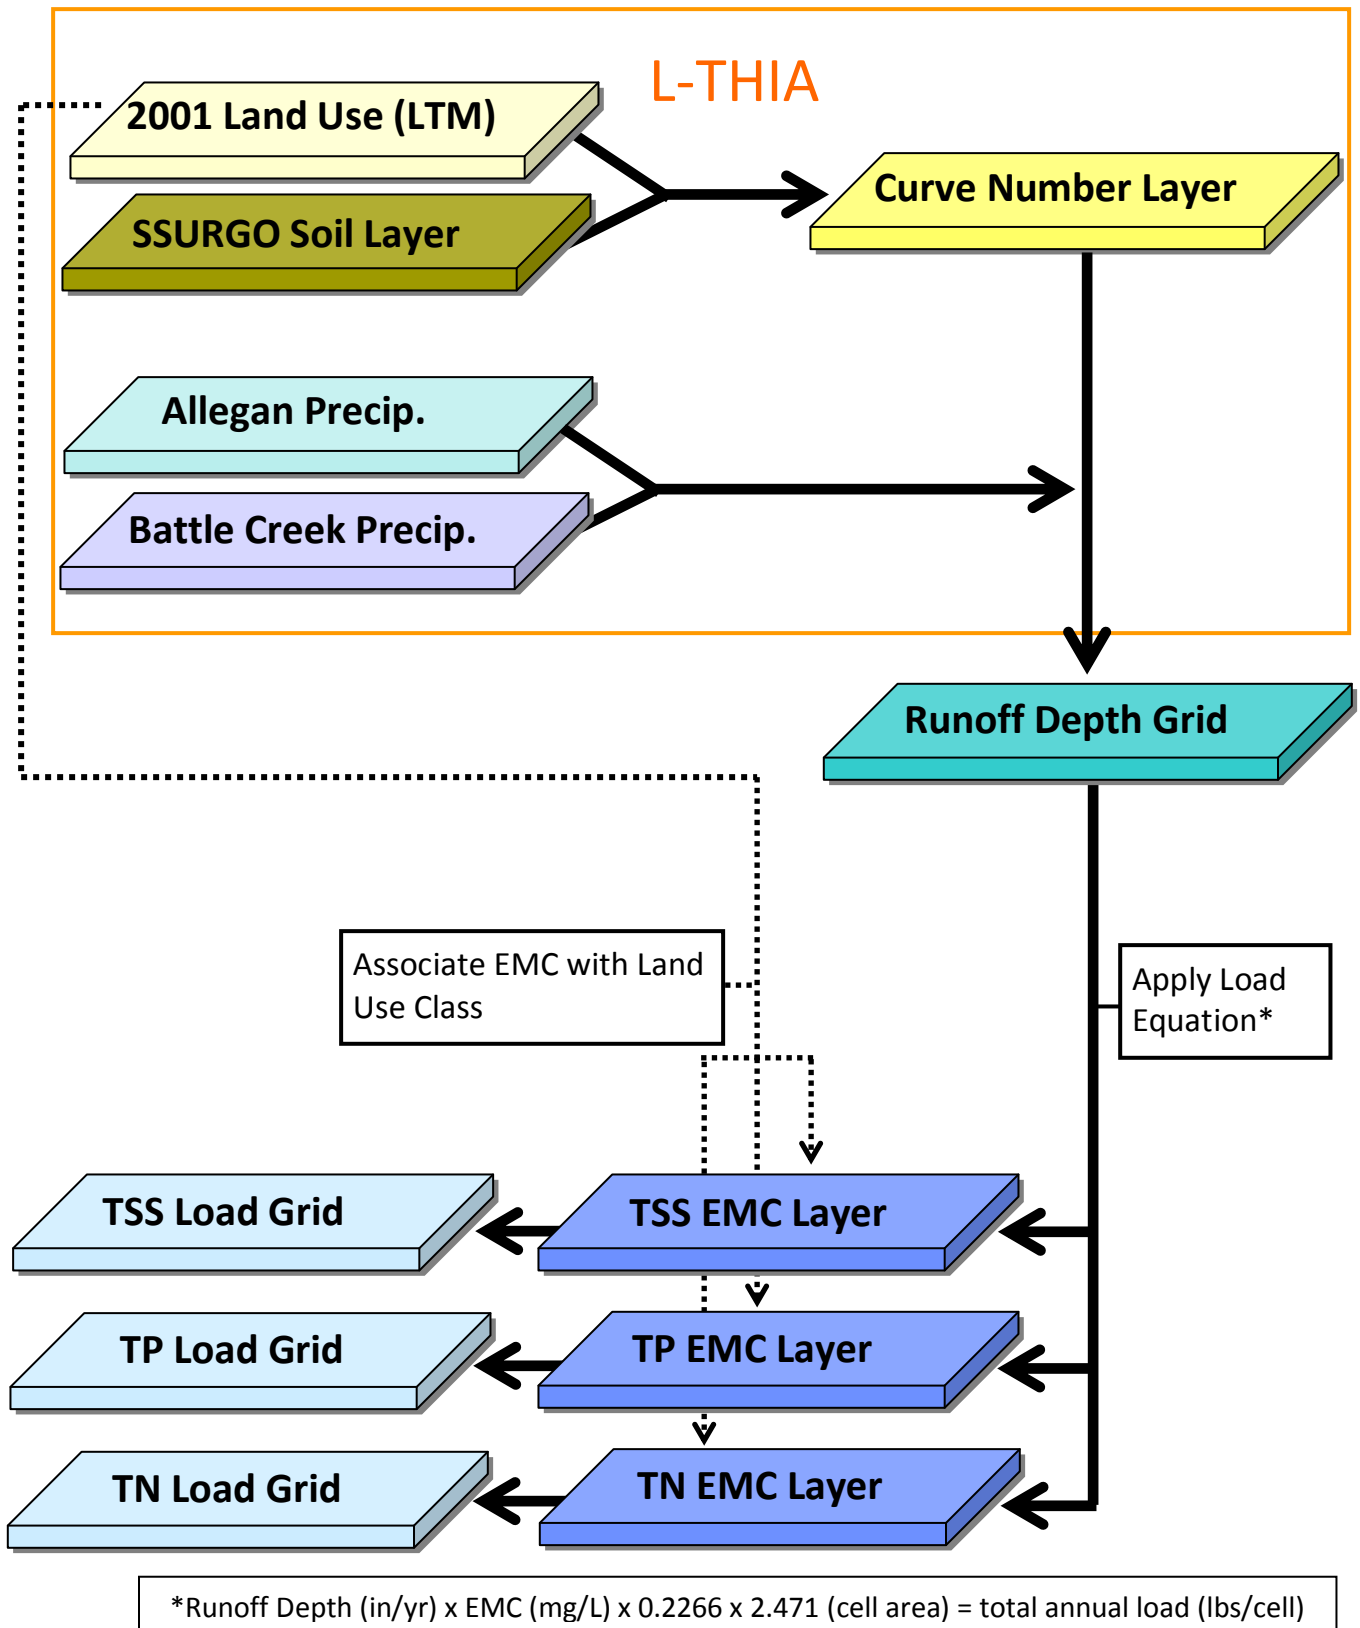 L-THIA
2001 Land Use (LTM)
SSURGO Soil Layer
Curve Number Layer
Allegan Precip.
Battle Creek Precip.
Runoff Depth Grid
Associate EMC with Land
Use Class
Apply Load
Equation*
TSS Load Grid
TSS EMC Layer
TP Load Grid
TP EMC Layer
TN Load Grid
TN EMC Layer
*Runoff Depth (in/yr) x EMC (mg/L) x 0.2266 x 2.471 (cell area) = total annual load (lbs/cell)